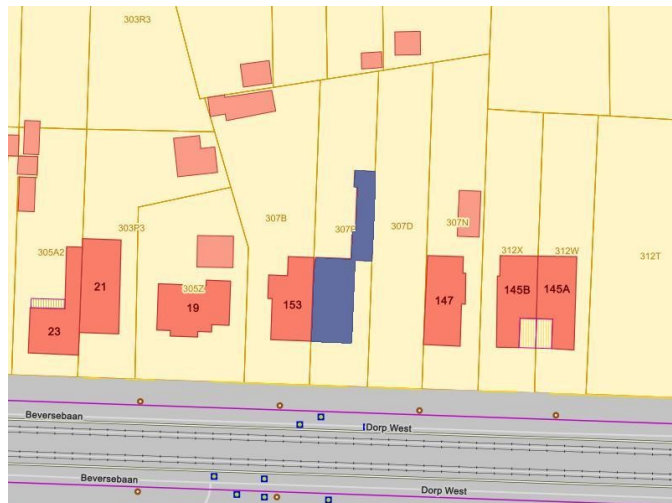 303R3
307B
307D
307N
303P3
305A2
312X
312W
312T
21
305Z
153
147
145B
145A
19
23
Beversebaan
Dorp West
Beversebaan
Dorp West